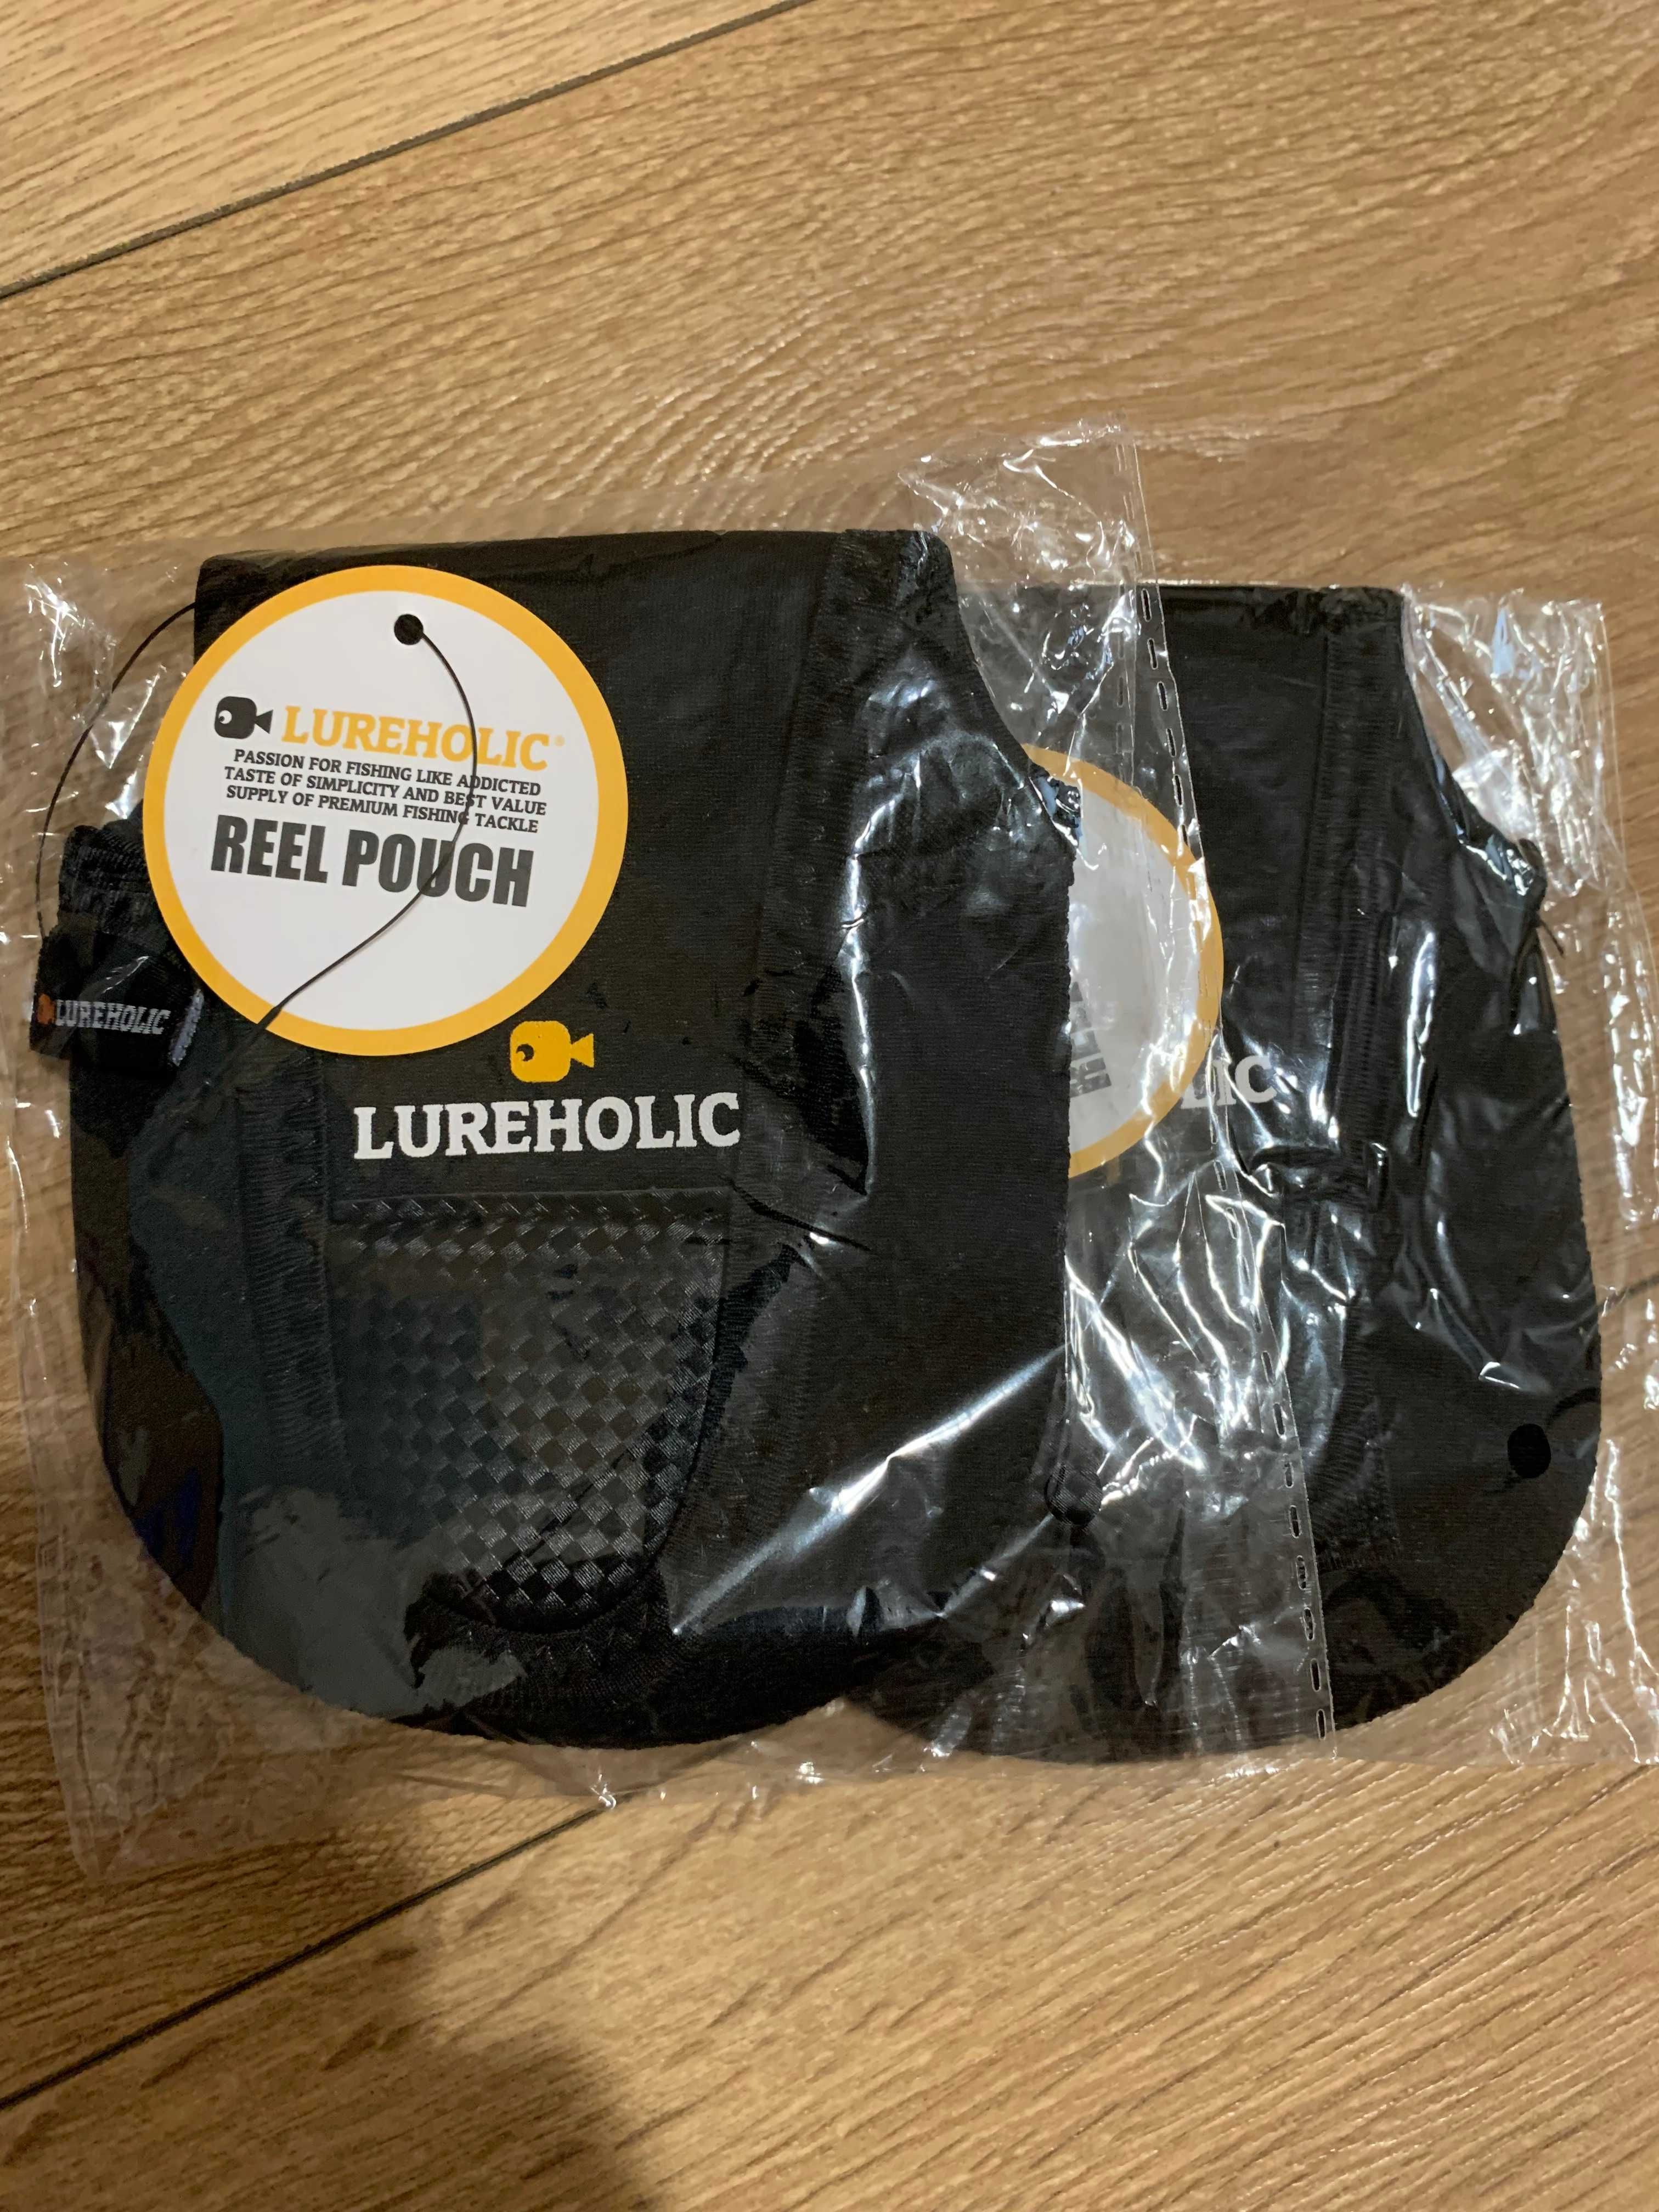 LUREHOLIC®
PASSION FOR FISHING LIKE ADDICTED
TASTE OF SIMPLICITY AND BEST VALUE
SUPPLY OF PREMIUM FISHING TACKLE
REEL POUCH
LUREHOLIC
LUREHOLIC
LIC